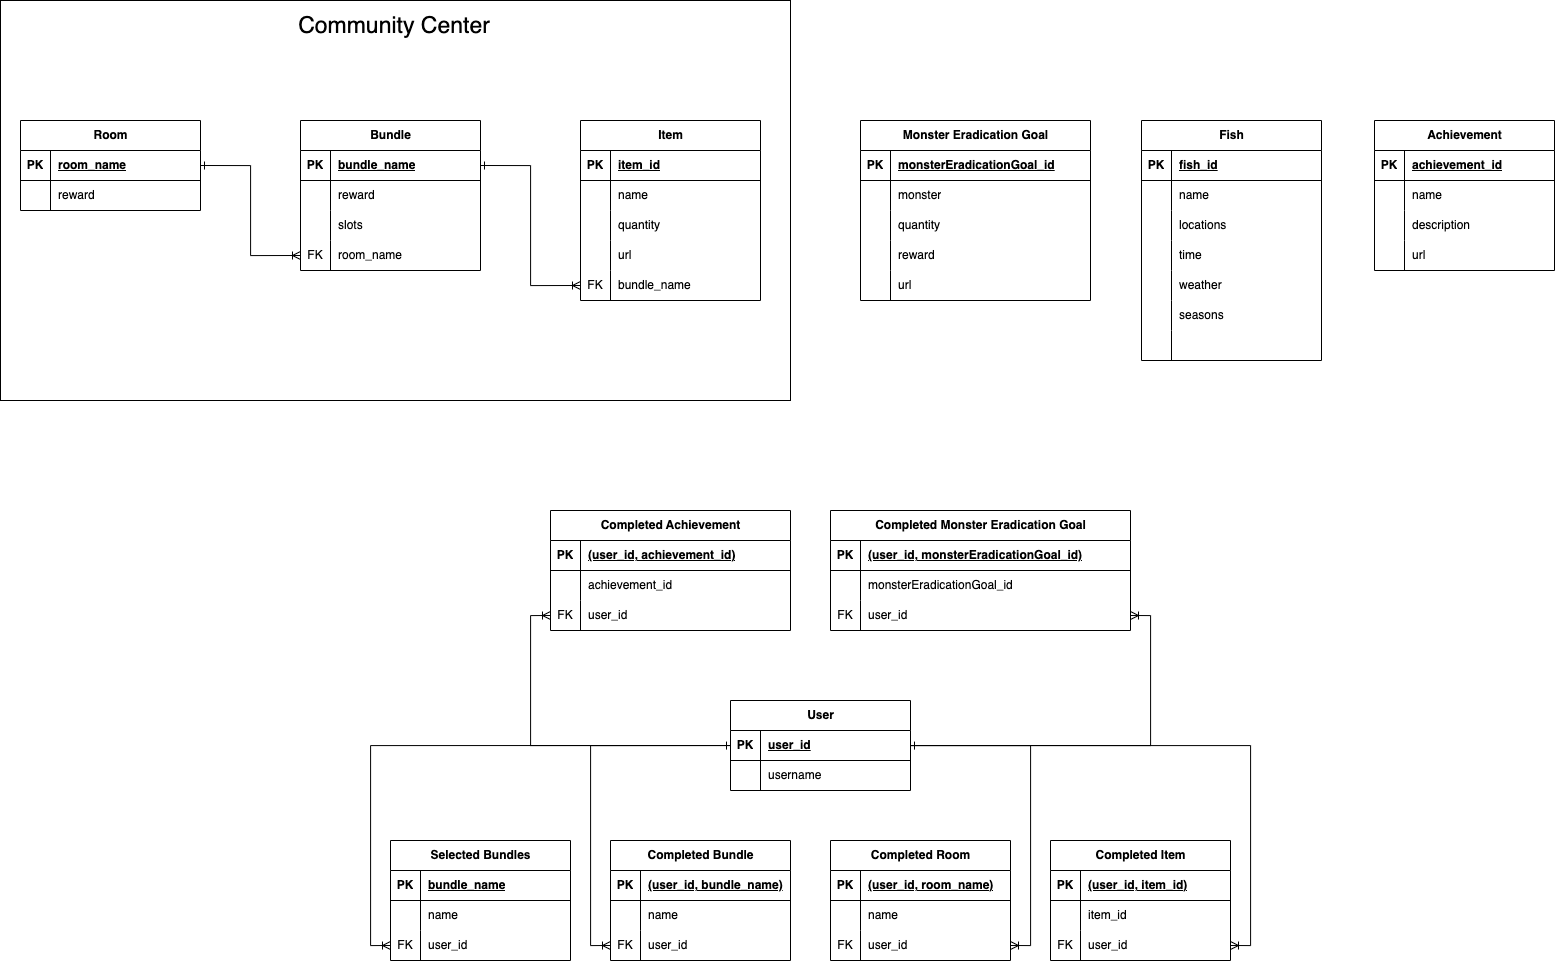 Community Center
Room
PK room_name
reward
Bundle
PK bundle_name
reward
slots
FK room_name
Item
PK item_id
name
quantity
url
FK bundle_name
Monster Eradication Goal
PK monsterEradicationGoal_id
monster
quantity
reward
url
Fish
PK fish_id
name
locations
time
weather
seasons
Achievement
PK achievement_id
name
description
url
Completed Achievement
PK (user_id, achievement_id)
achievement_id
FK user_id
Completed Monster Eradication Goal
PK (user_id, monsterEradicationGoal_id)
monsterEradicationGoal_id
FK user_id
User
PK user_id
username
Selected Bundles
PK bundle_name
name
FK user_id
Completed Bundle
PK (user_id, bundle_name)
name
FK user_id
Completed Room
PK (user_id, room_name)
name
FK user_id
Completed Item
PK (user_id, item_id)
item_id
FK user_id